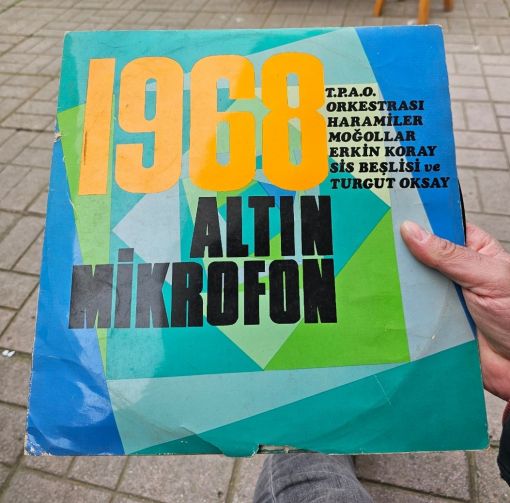 1968
T.P.A.O.
ORKESTRASI
HARAMİLER
MOĞOLLAR
ERKİN KORAY
SİS BEŞLİSİ ve
TURGUT OKSAY
ALTIN
MİKROFON